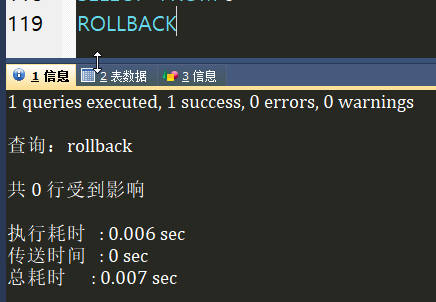 119 ROLLBACK
1 信息 2 表数据 3 信息
1 queries executed, 1 success, 0 errors, 0 warnings
查询：rollback
共 0 行受到影响
执行耗时 : 0.006 sec
传送时间 : 0 sec
总耗时 : 0.007 sec